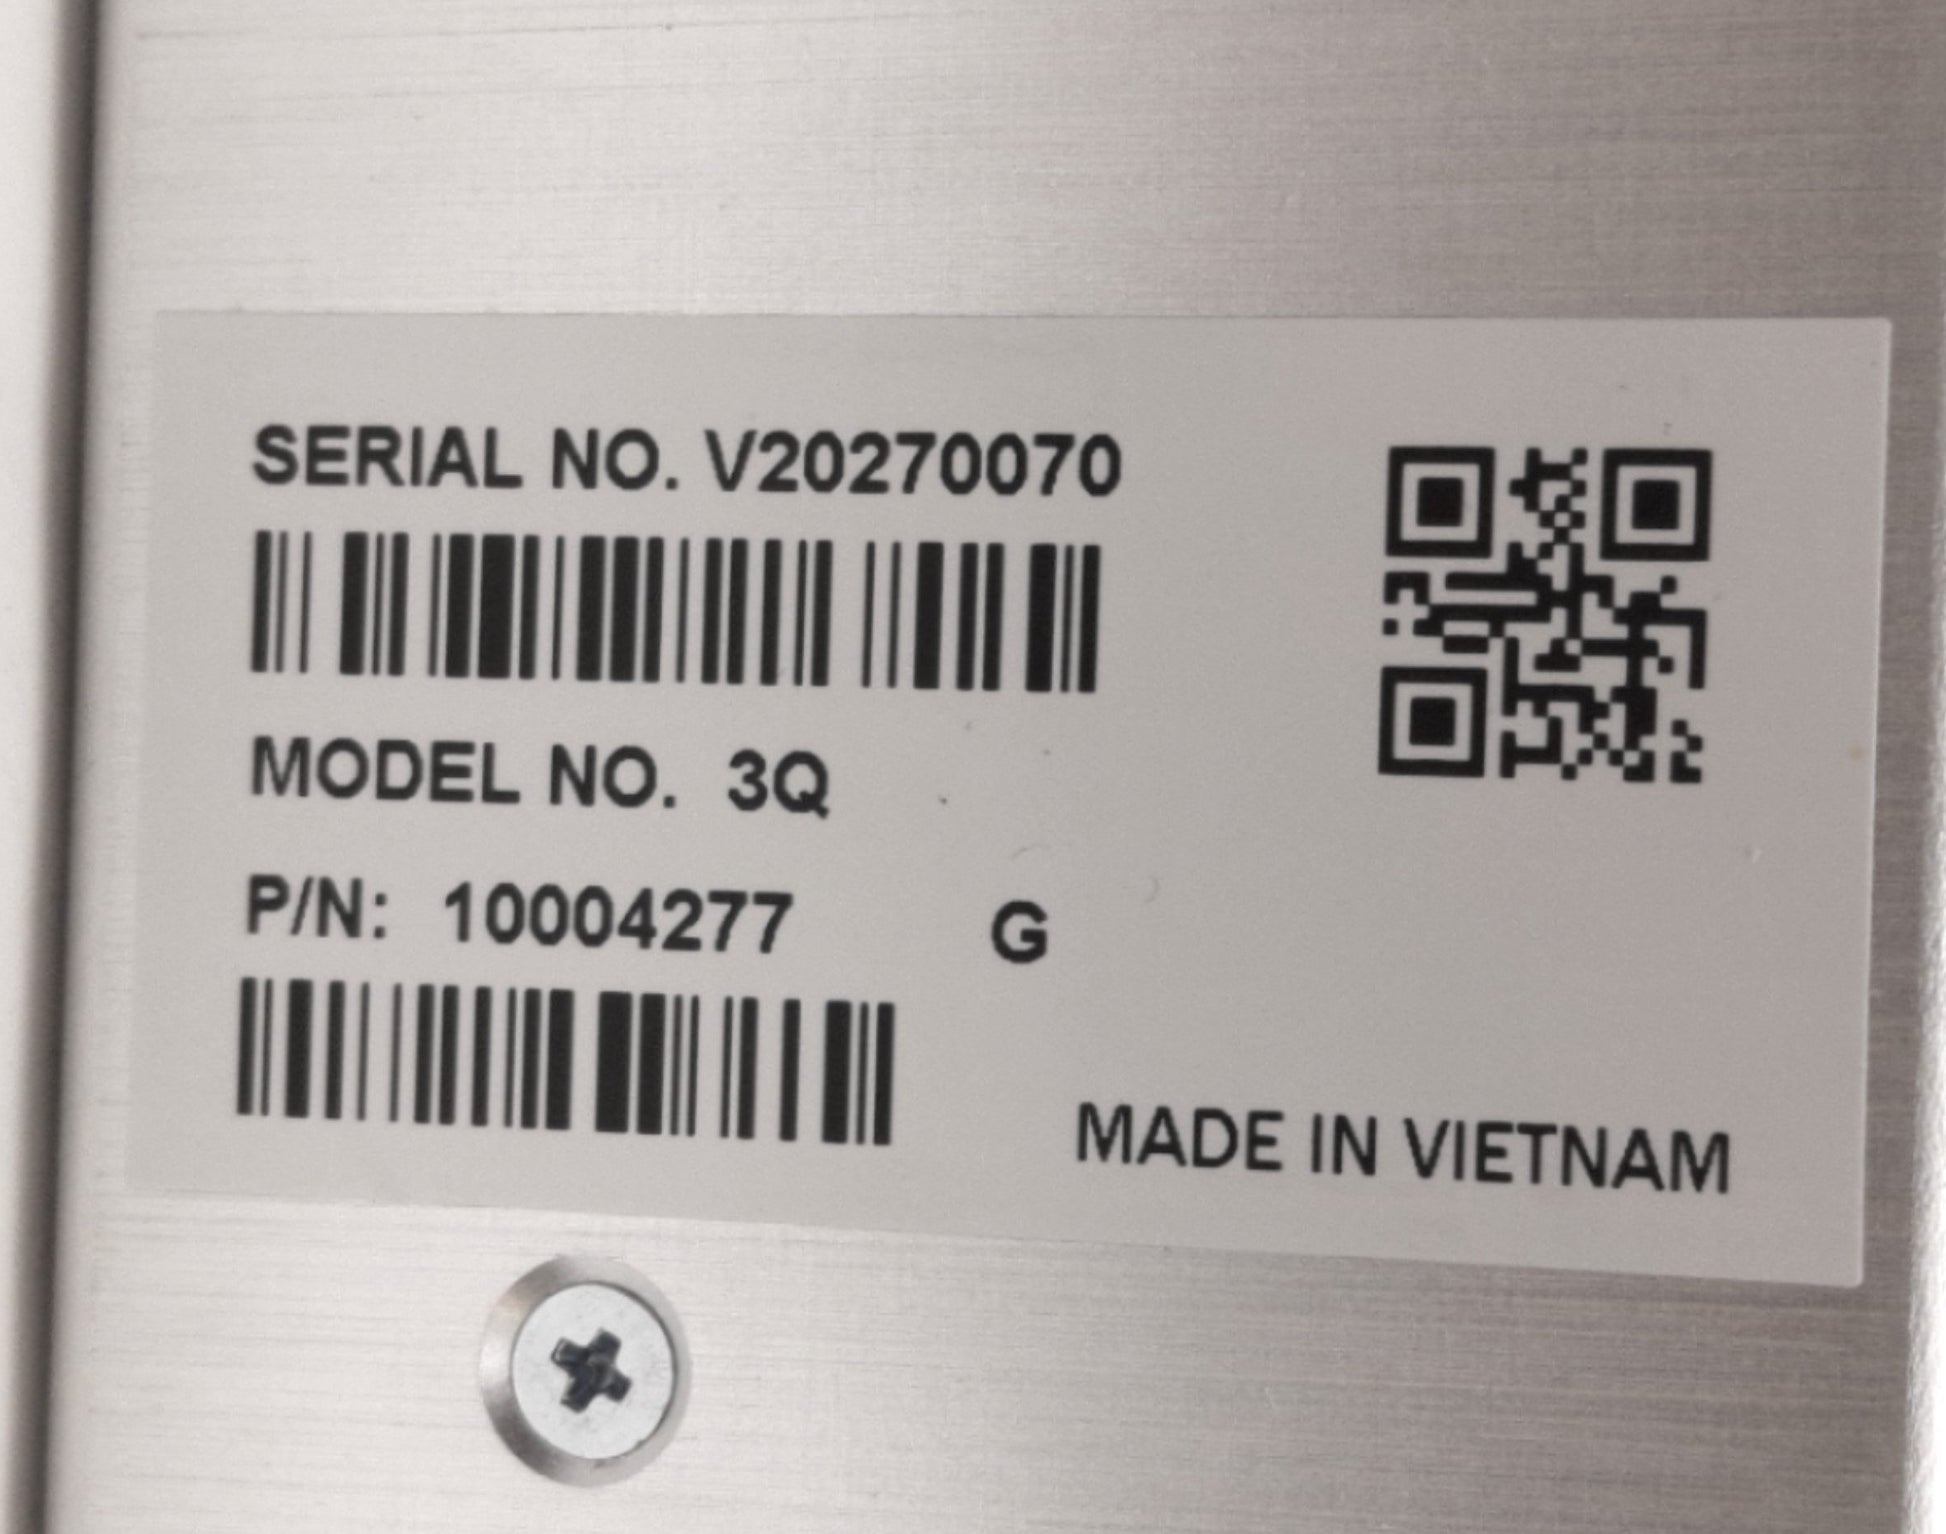 SERIAL NO. V20270070
MODEL NO. 3Q
P/N: 10004277 G
MADE IN VIETNAM